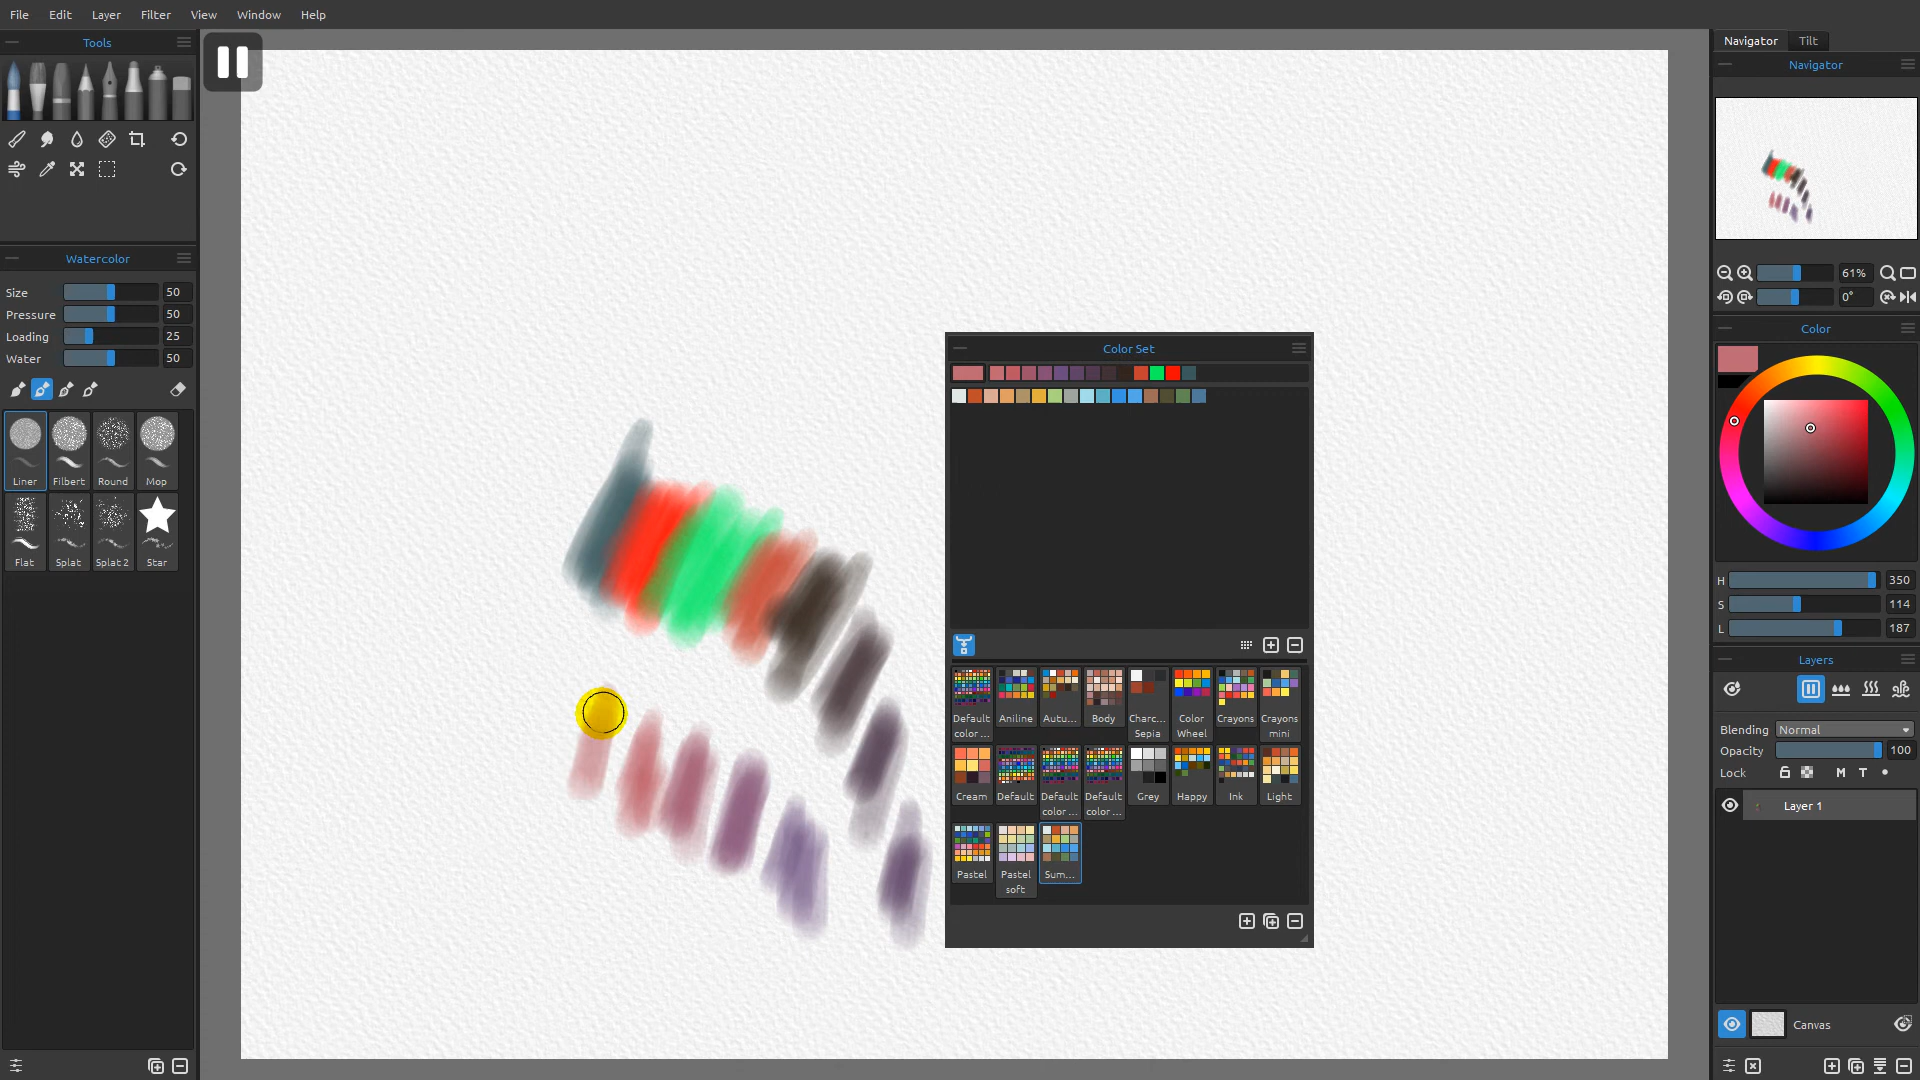 File Edit Layer Filter View Window Help
Tools
Watercolor
Size 50
Pressure 50
Loading 25
Water 50
Liner Filbert Round Mop
Flat Splat Splat 2 Star
Color Set
Default color ... Aniline Autu... Body Charc... Sepia Color Wheel Crayons Crayons mini
Cream Default Default color ... Default color ... Grey Happy Ink Light
Pastel Pastel soft Sum...
Navigator Tilt
Navigator
61%
0°
Color
H 350
S 114
L 187
Layers
Blending Normal
Opacity 100
Lock M T
Layer 1
Canvas